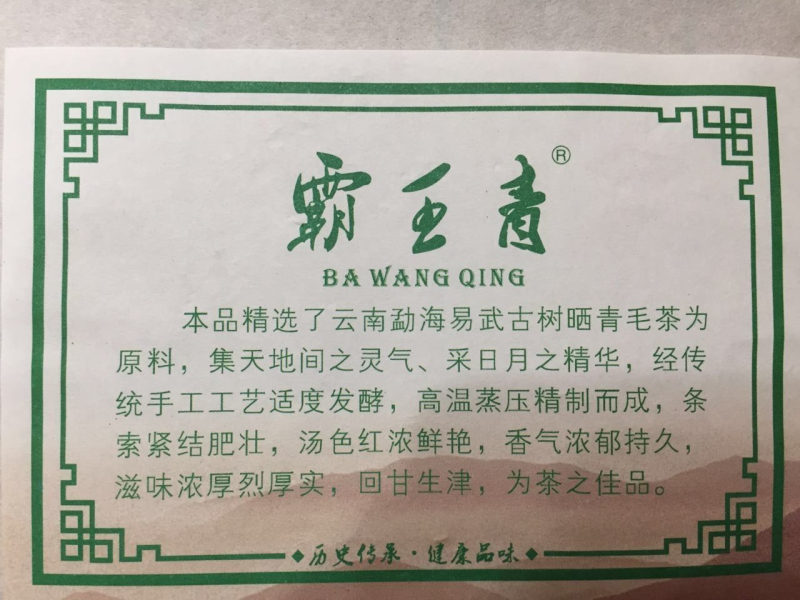 霸王青®
BA WANG QING
本品精选了云南勐海易武古树晒青毛茶为
原料，集天地间之灵气、采日月之精华，经传
统手工工艺适度发酵，高温蒸压精制而成，条
索紧结肥壮，汤色红浓鲜艳，香气浓郁持久，
滋味浓厚烈厚实，回甘生津，为茶之佳品。
历史传承·健康品味